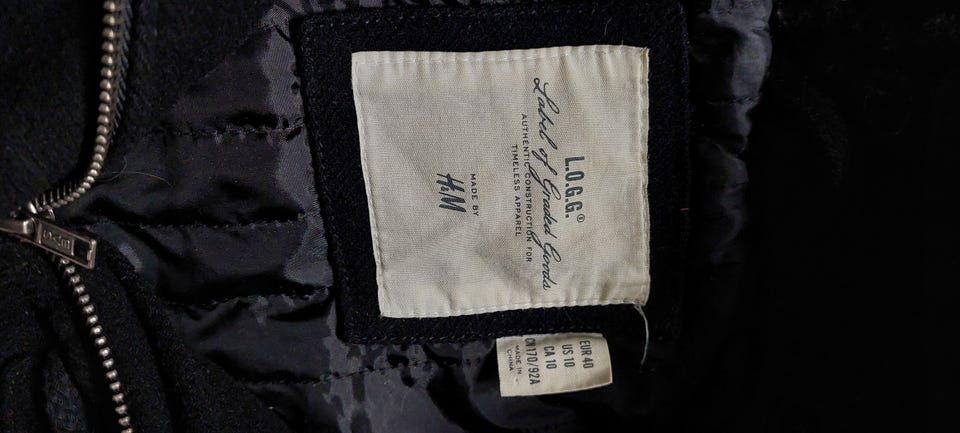 L.O.G.G.®
Label of Graded Goods
AUTHENTIC CONSTRUCTION FOR
TIMELESS APPAREL
MADE BY
H&M
EUR 40
US 10
CA 10
CN 170/92A
MADE IN
CHINA